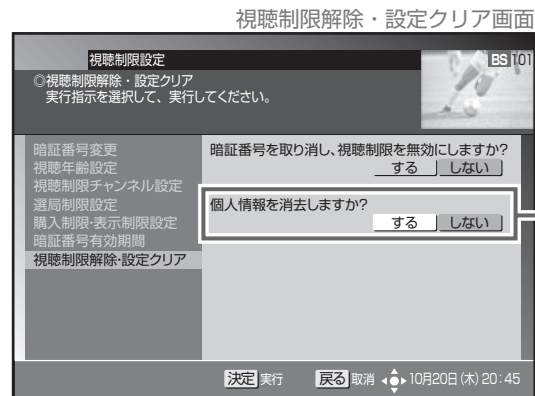 視聴制限解除・設定クリア画面
視聴制限設定
BS 101
◎視聴制限解除・設定クリア
実行指示を選択して、実行してください。
暗証番号変更
視聴年齢設定
視聴制限チャンネル設定
選局制限設定
購入制限・表示制限設定
暗証番号有効期間
視聴制限解除・設定クリア
暗証番号を取り消し、視聴制限を無効にしますか?
する しない
個人情報を消去しますか?
する しない
決定 実行 戻る 取消 10月20日(木) 20:45